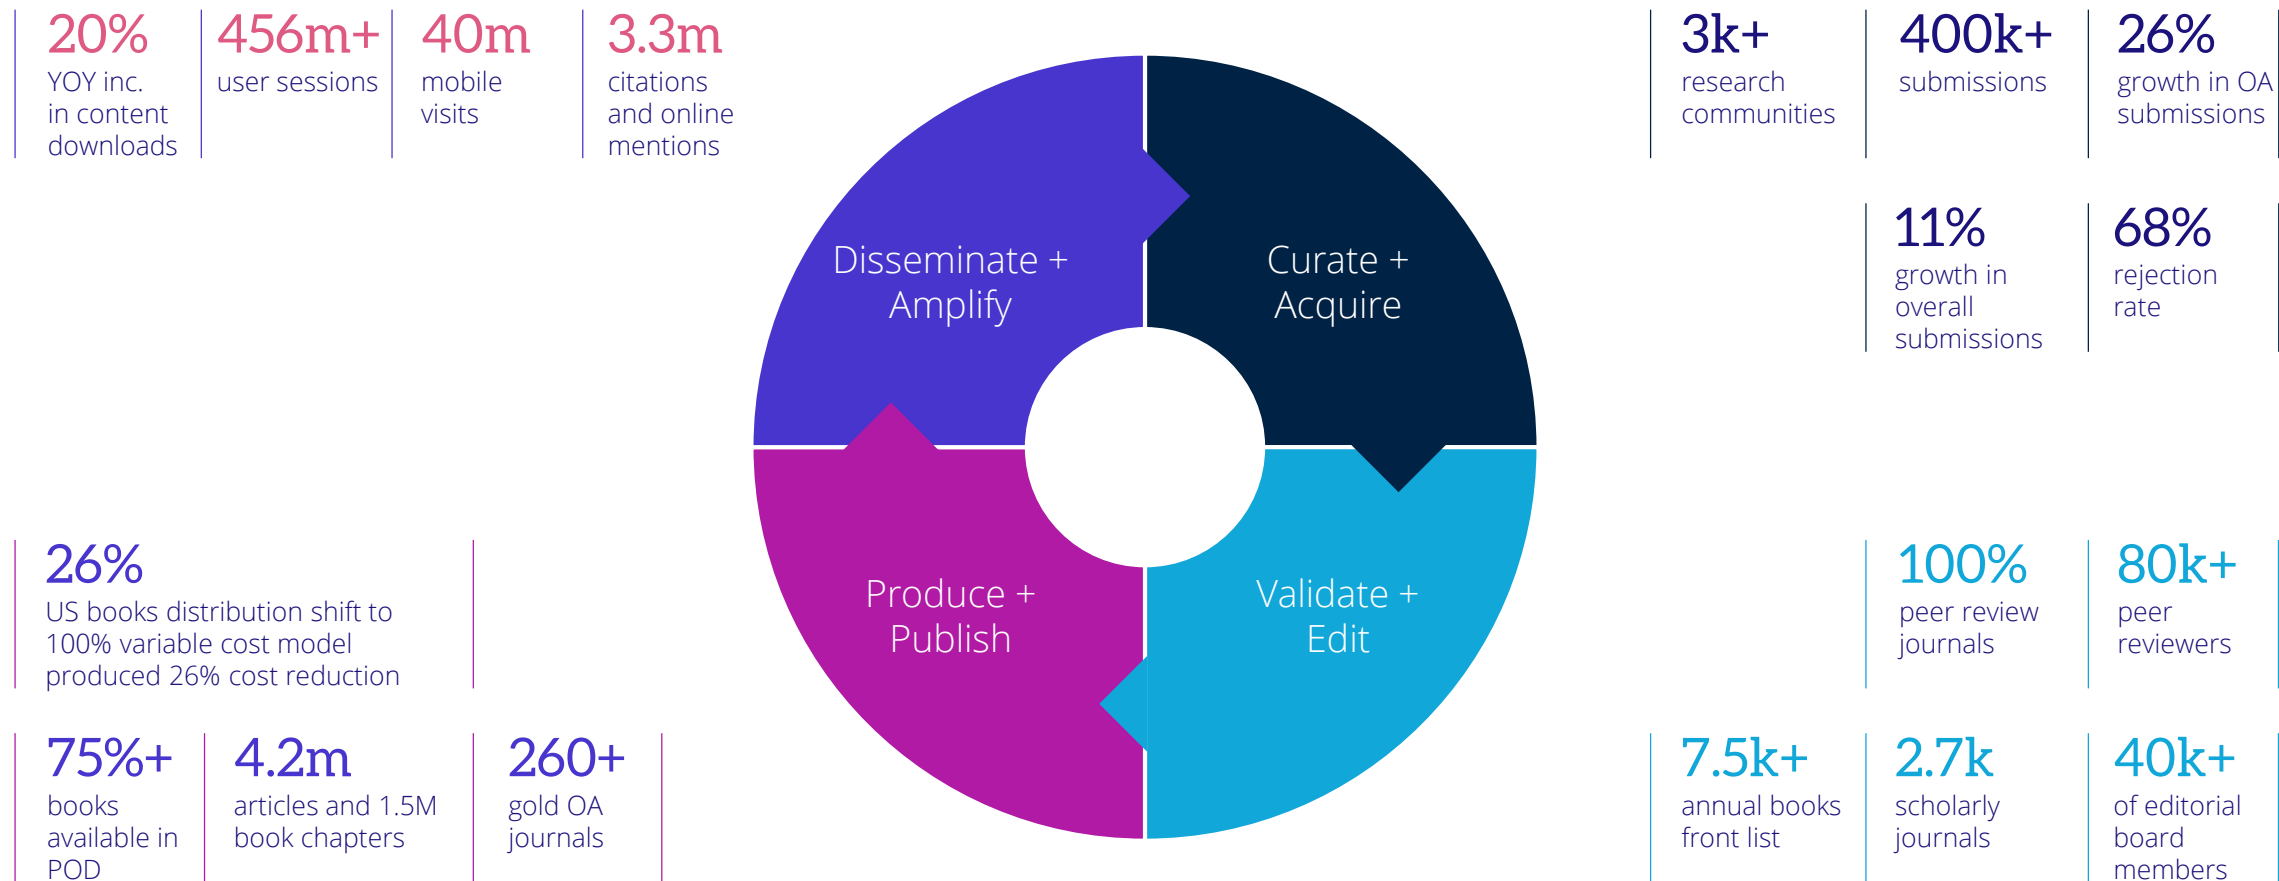 20%
YOY inc.
in content
downloads
456m+
user sessions
40m
mobile
visits
3.3m
citations
and online
mentions
3k+
research
communities
400k+
submissions
26%
growth in OA
submissions
11%
growth in
overall
submissions
68%
rejection
rate
Disseminate +
Amplify
Curate +
Acquire
Produce +
Publish
Validate +
Edit
26%
US books distribution shift to
100% variable cost model
produced 26% cost reduction
75%+
books
available in
POD
4.2m
articles and 1.5M
book chapters
260+
gold OA
journals
100%
peer review
journals
80k+
peer
reviewers
7.5k+
annual books
front list
2.7k
scholarly
journals
40k+
of editorial
board
members